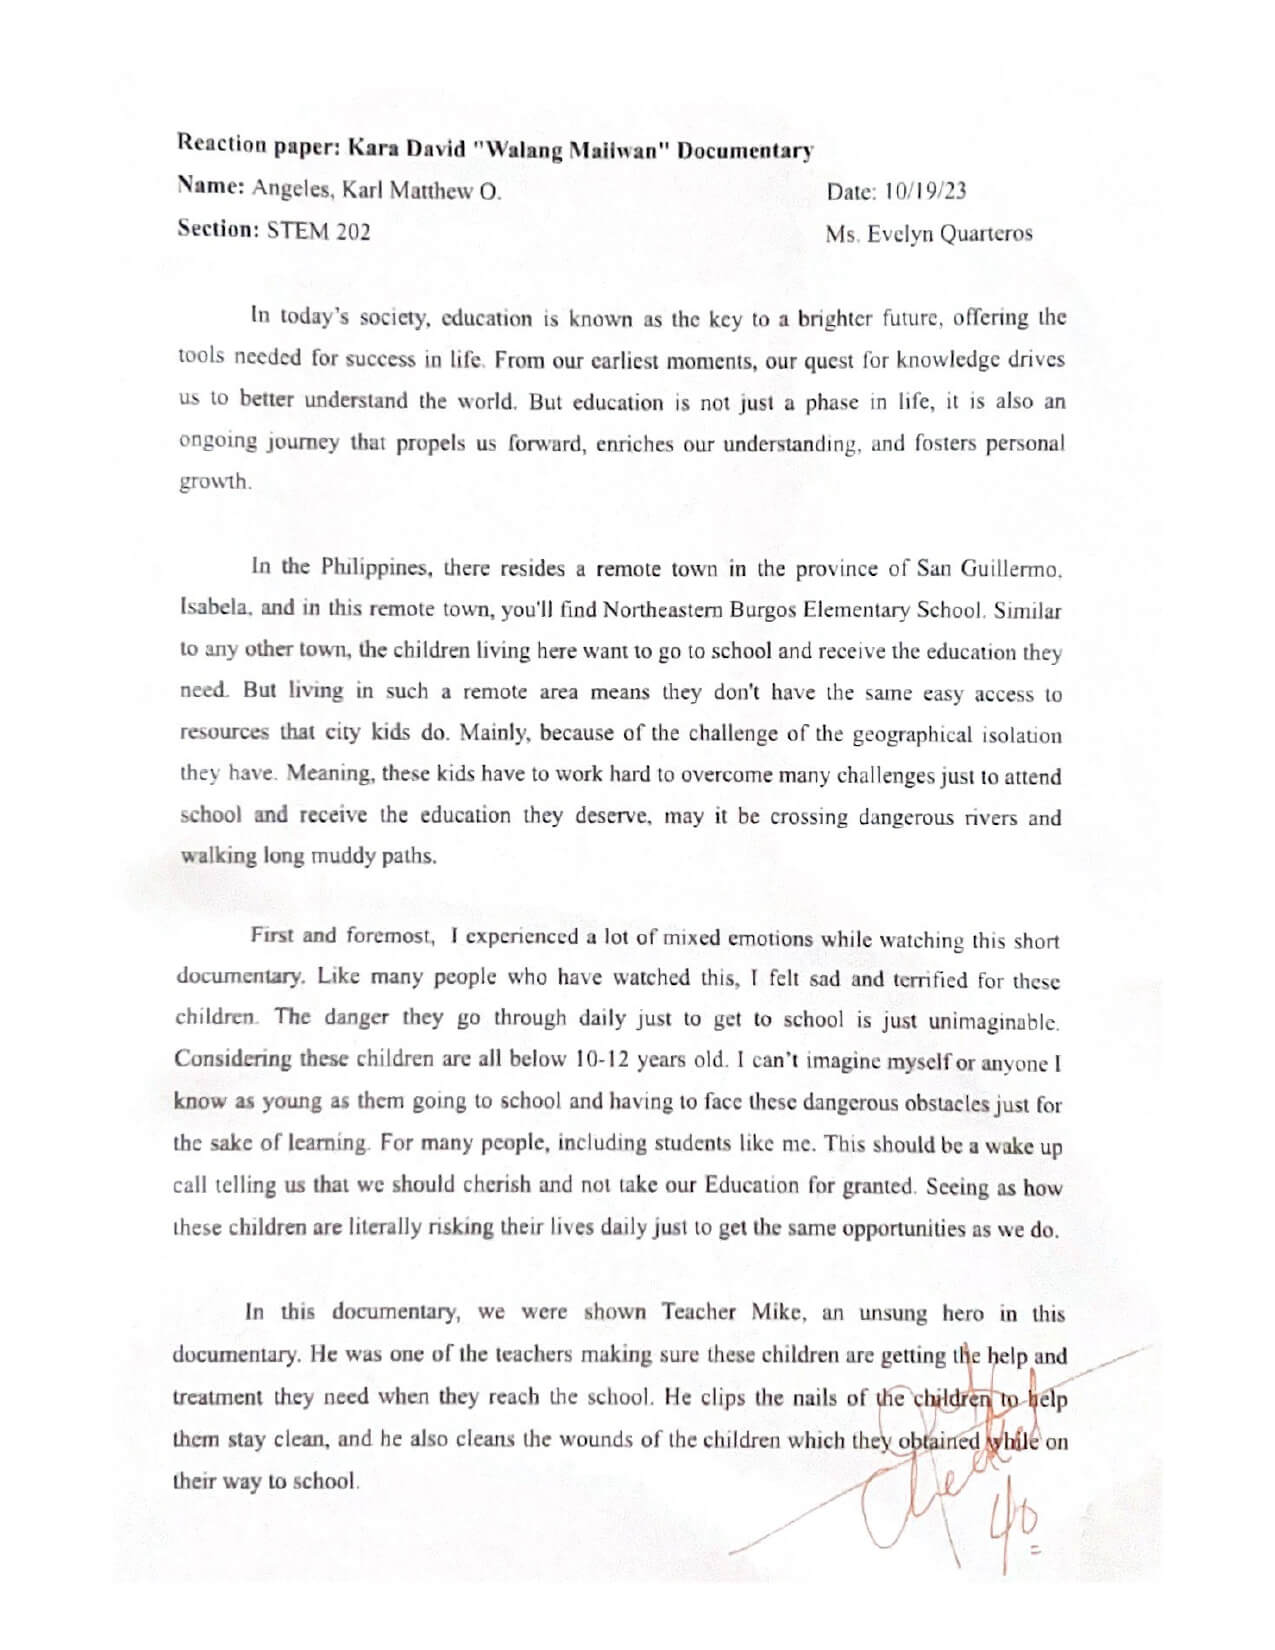 Reaction paper: Kara David "Walang Maiiwan" Documentary
Name: Angeles, Karl Matthew O. Date: 10/19/23
Section: STEM 202 Ms. Evelyn Quarteros
In today's society, education is known as the key to a brighter future, offering the
tools needed for success in life. From our earliest moments, our quest for knowledge drives
us to better understand the world. But education is not just a phase in life, it is also an
ongoing journey that propels us forward, enriches our understanding, and fosters personal
growth.
In the Philippines, there resides a remote town in the province of San Guillermo,
Isabela, and in this remote town, you'll find Northeastern Burgos Elementary School. Similar
to any other town, the children living here want to go to school and receive the education they
need. But living in such a remote area means they don't have the same easy access to
resources that city kids do. Mainly, because of the challenge of the geographical isolation
they have. Meaning, these kids have to work hard to overcome many challenges just to attend
school and receive the education they deserve, may it be crossing dangerous rivers and
walking long muddy paths.
First and foremost, I experienced a lot of mixed emotions while watching this short
documentary. Like many people who have watched this, I felt sad and terrified for these
children. The danger they go through daily just to get to school is just unimaginable.
Considering these children are all below 10-12 years old. I can't imagine myself or anyone I
know as young as them going to school and having to face these dangerous obstacles just for
the sake of learning. For many people, including students like me. This should be a wake up
call telling us that we should cherish and not take our Education for granted. Seeing as how
these children are literally risking their lives daily just to get the same opportunities as we do.
In this documentary, we were shown Teacher Mike, an unsung hero in this
documentary. He was one of the teachers making sure these children are getting the help and
treatment they need when they reach the school. He clips the nails of the children to help
them stay clean, and he also cleans the wounds of the children which they obtained while on
their way to school.
Checked
40